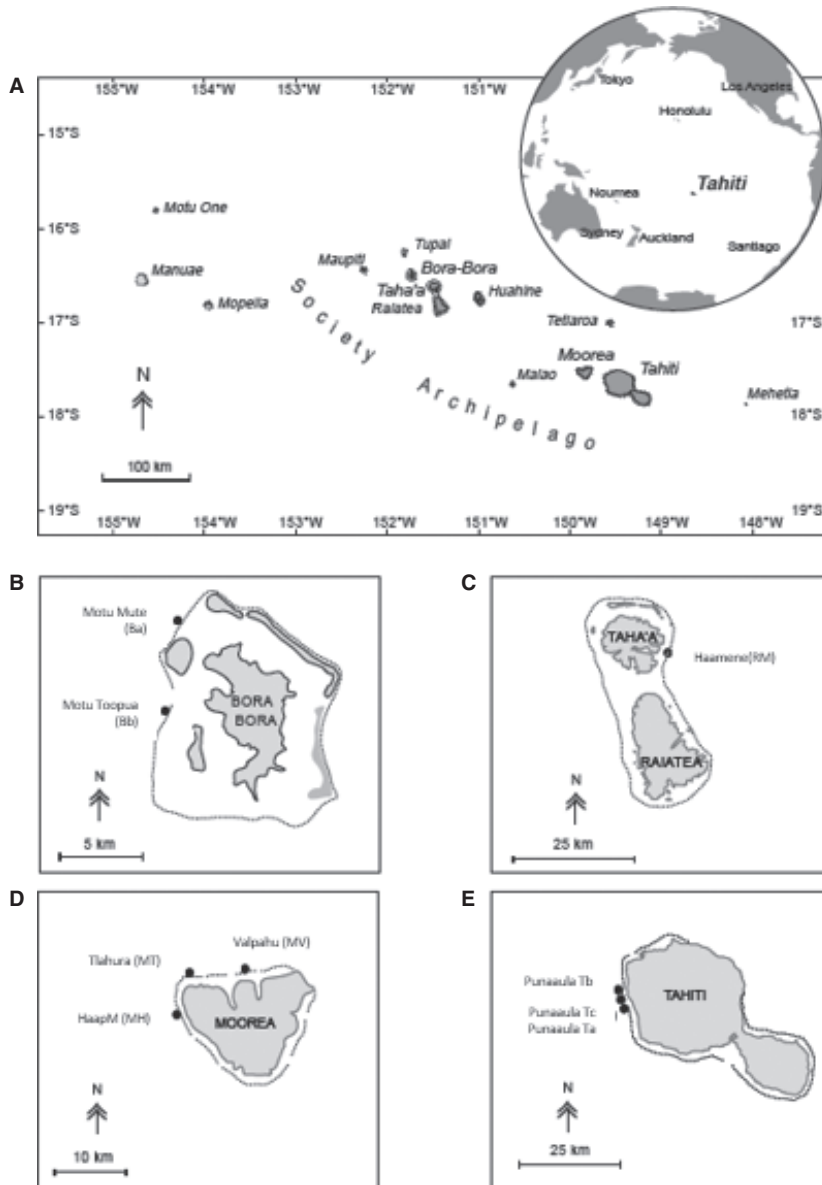 A
155°W 154°W 153°W 152°W 151°W
15°S
16°S
17°S
18°S
19°S
Tokyo
Los Angeles
Honolulu
Tahiti
Noumea
Sydney
Auckland
Santiago
Motu One
Manuae
Mopelia
Maupiti
Tupai
Bora-Bora
Taha'a
Raiatea
Huahine
Society Archipelago
Tetiaroa
17°S
Moorea
Tahiti
Maiao
Mehetia
18°S
N
100 km
19°S
155°W 154°W 153°W 152°W 151°W 150°W 149°W 148°W
B
Motu Mute
(Ba)
Motu Toopua
(Bb)
BORA
BORA
N
5 km
C
TAHA'A
Haamene(RM)
RAIATEA
N
25 km
D
Vaipahu (MV)
Tiahura (MT)
HaapM (MH)
MOOREA
N
10 km
E
Punaauia Tb
Punaauia Tc
Punaauia Ta
TAHITI
N
25 km